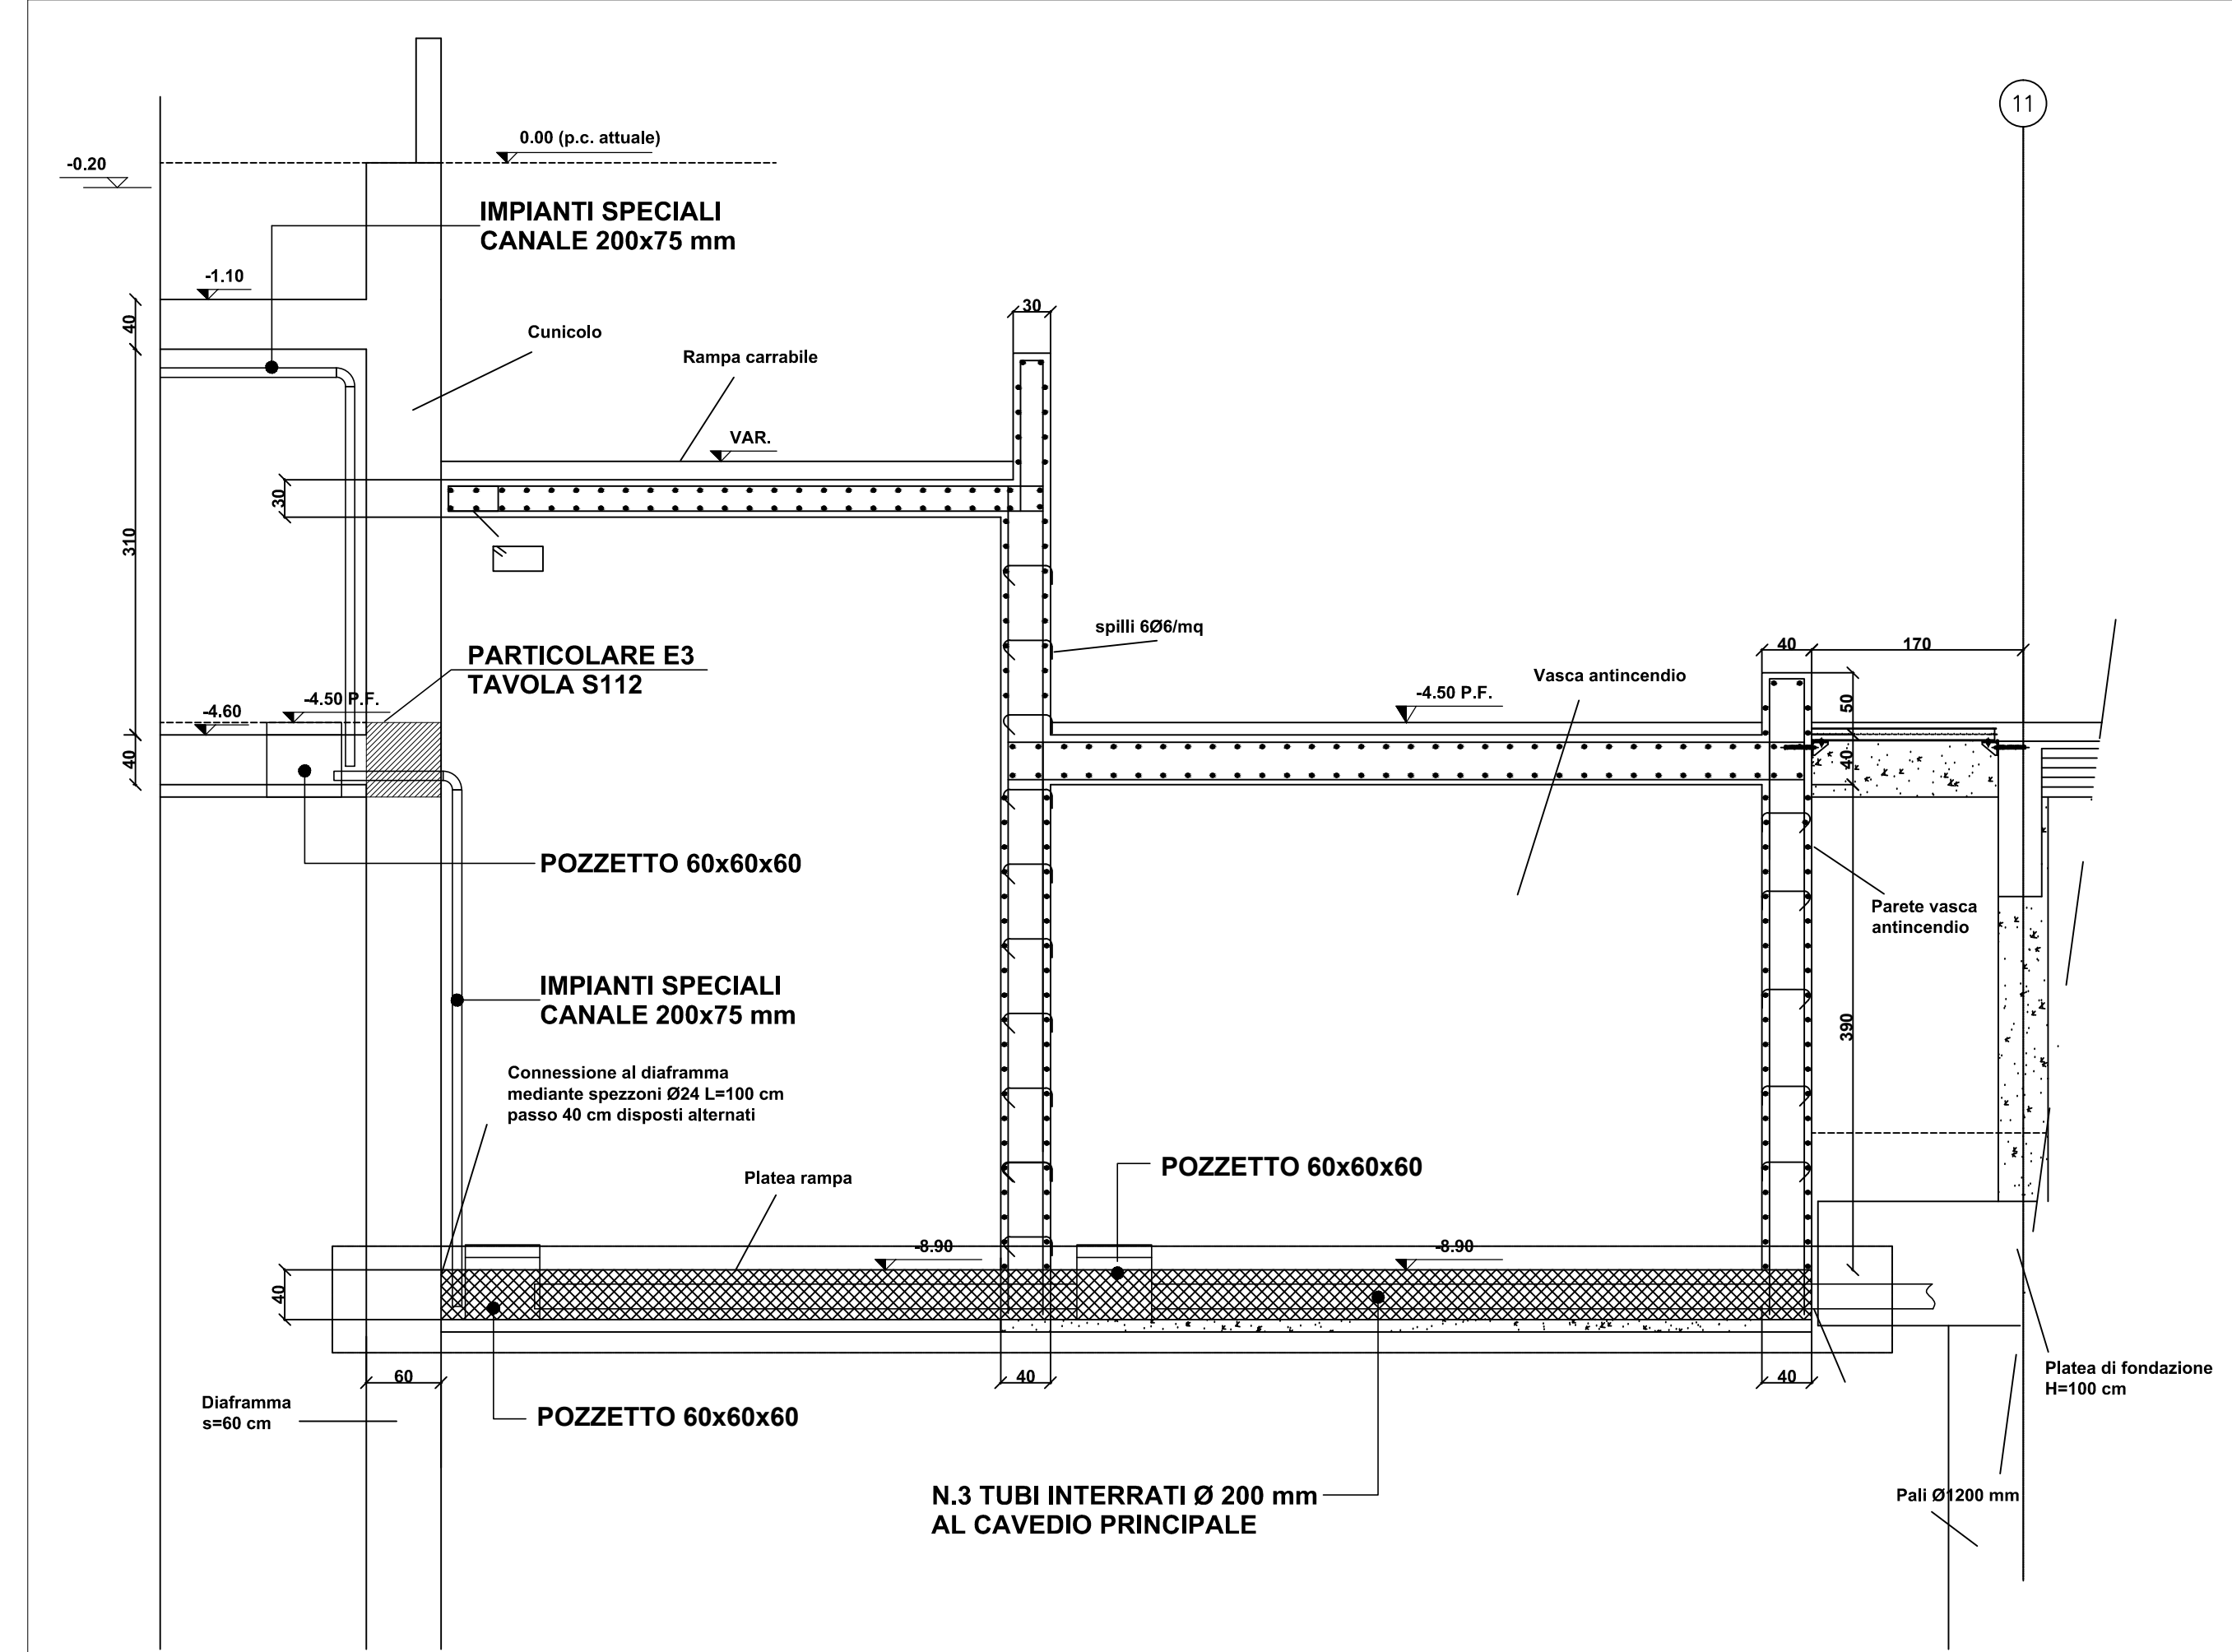 11
0.00 (p.c. attuale)
-0.20
IMPIANTI SPECIALI
CANALE 200x75 mm
-1.10
40
30
Cunicolo
Rampa carrabile
VAR.
30
310
spilli 6Ø6/mq
PARTICOLARE E3
TAVOLA S112
40
170
Vasca antincendio
-4.50 P.F.
-4.50 P.F.
-4.60
50
40
40
POZZETTO 60x60x60
Parete vasca
antincendio
IMPIANTI SPECIALI
CANALE 200x75 mm
390
Connessione al diaframma
mediante spezzoni Ø24 L=100 cm
passo 40 cm disposti alternati
POZZETTO 60x60x60
Platea rampa
-8.90
-8.90
40
60
40
40
Platea di fondazione
H=100 cm
Diaframma
s=60 cm
POZZETTO 60x60x60
N.3 TUBI INTERRATI Ø 200 mm
AL CAVEDIO PRINCIPALE
Pali Ø1200 mm